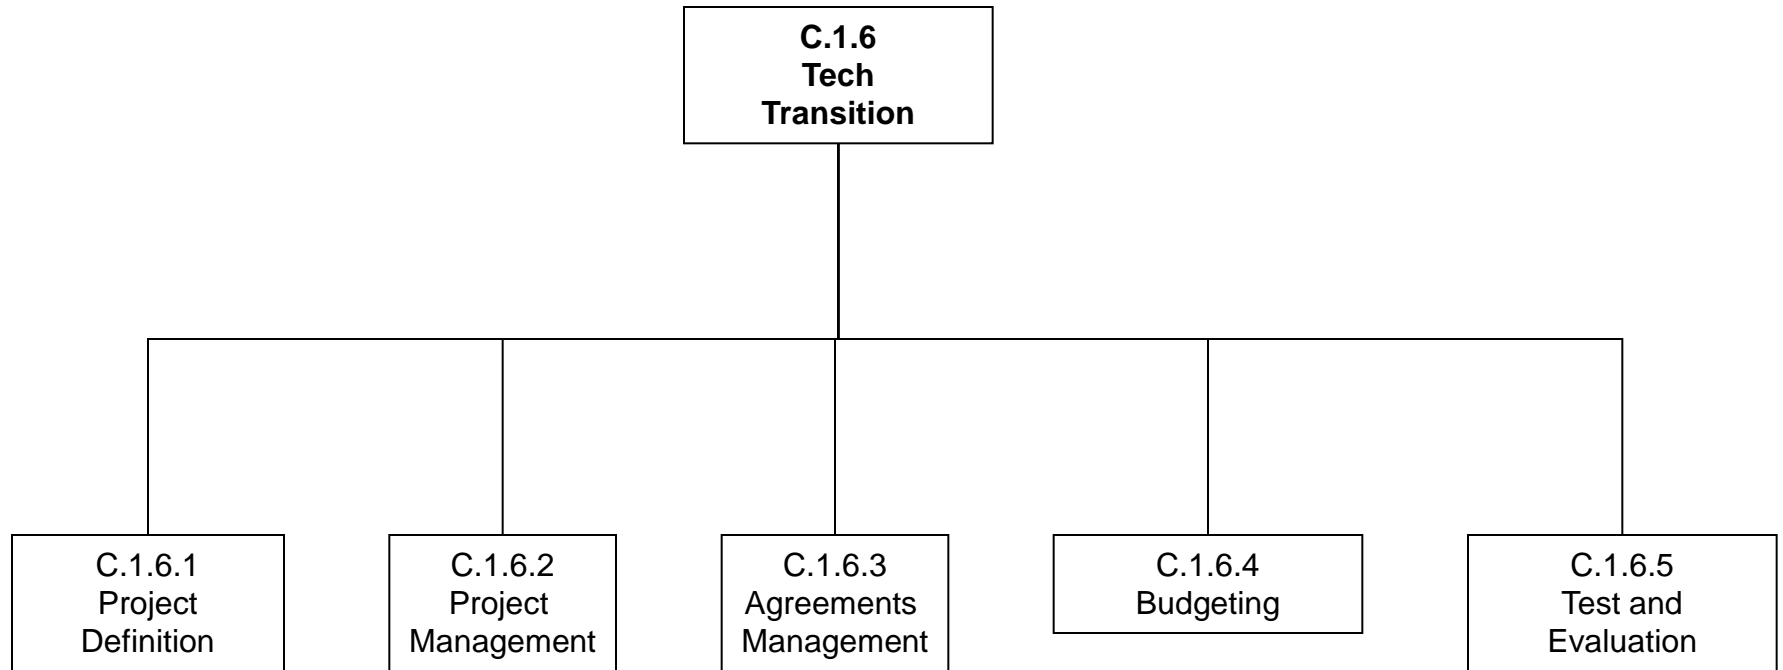 C.1.6
Tech
Transition
C.1.6.1
Project
Definition
C.1.6.2
Project
Management
C.1.6.3
Agreements
Management
C.1.6.4
Budgeting
C.1.6.5
Test and
Evaluation